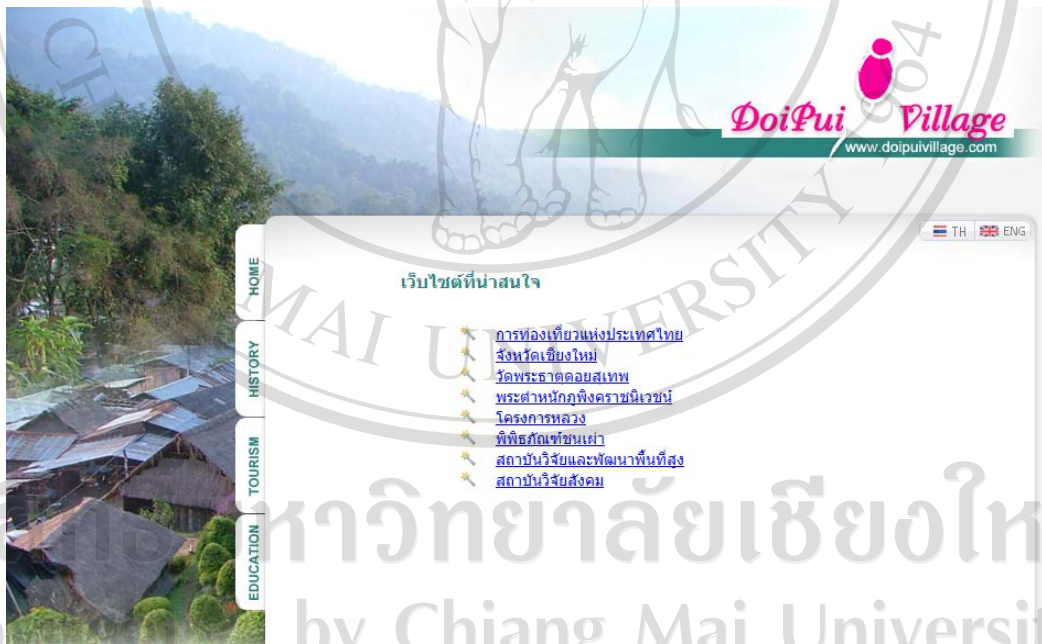 DoiPui Village
www.doipuivillage.com
TH ENG
HOME
HISTORY
TOURISM
EDUCATION
เว็บไซต์ที่น่าสนใจ
การท่องเที่ยวแห่งประเทศไทย
จังหวัดเชียงใหม่
วัดพระธาตุดอยสุเทพ
พระตำหนักภูพิงคราชนิเวชน์
โครงการหลวง
พิพิธภัณฑ์ชนเผ่า
สถาบันวิจัยและพัฒนาพื้นที่สูง
สถาบันวิจัยสังคม
MAI UNIVERSITY
หาวิทยาลัยเชียงให
by Chiang Mai Universi